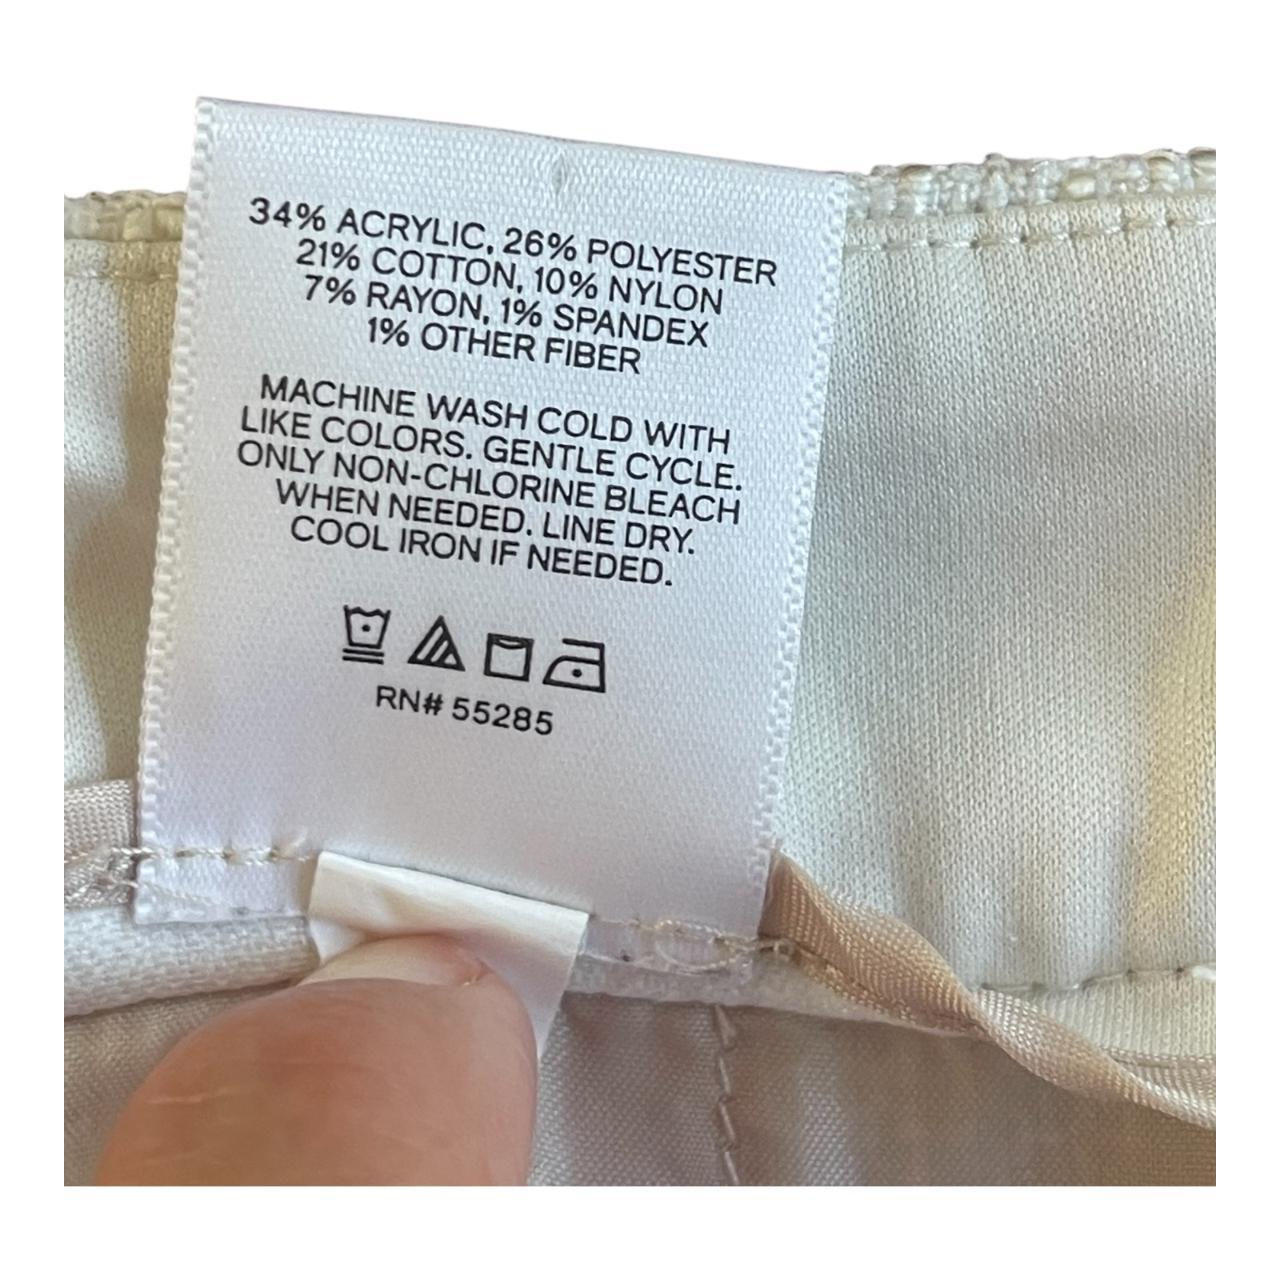 34% ACRYLIC, 26% POLYESTER
21% COTTON, 10% NYLON
7% RAYON, 1% SPANDEX
1% OTHER FIBER
MACHINE WASH COLD WITH
LIKE COLORS. GENTLE CYCLE.
ONLY NON-CHLORINE BLEACH
WHEN NEEDED. LINE DRY.
COOL IRON IF NEEDED.
RN# 55285